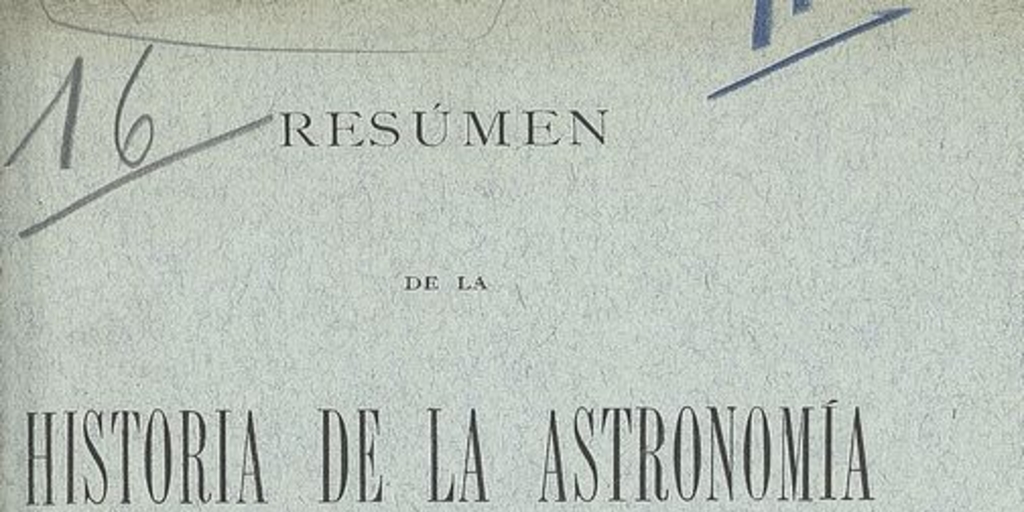 16
RESÚMEN
DE LA
HISTORIA DE LA ASTRONOMÍA